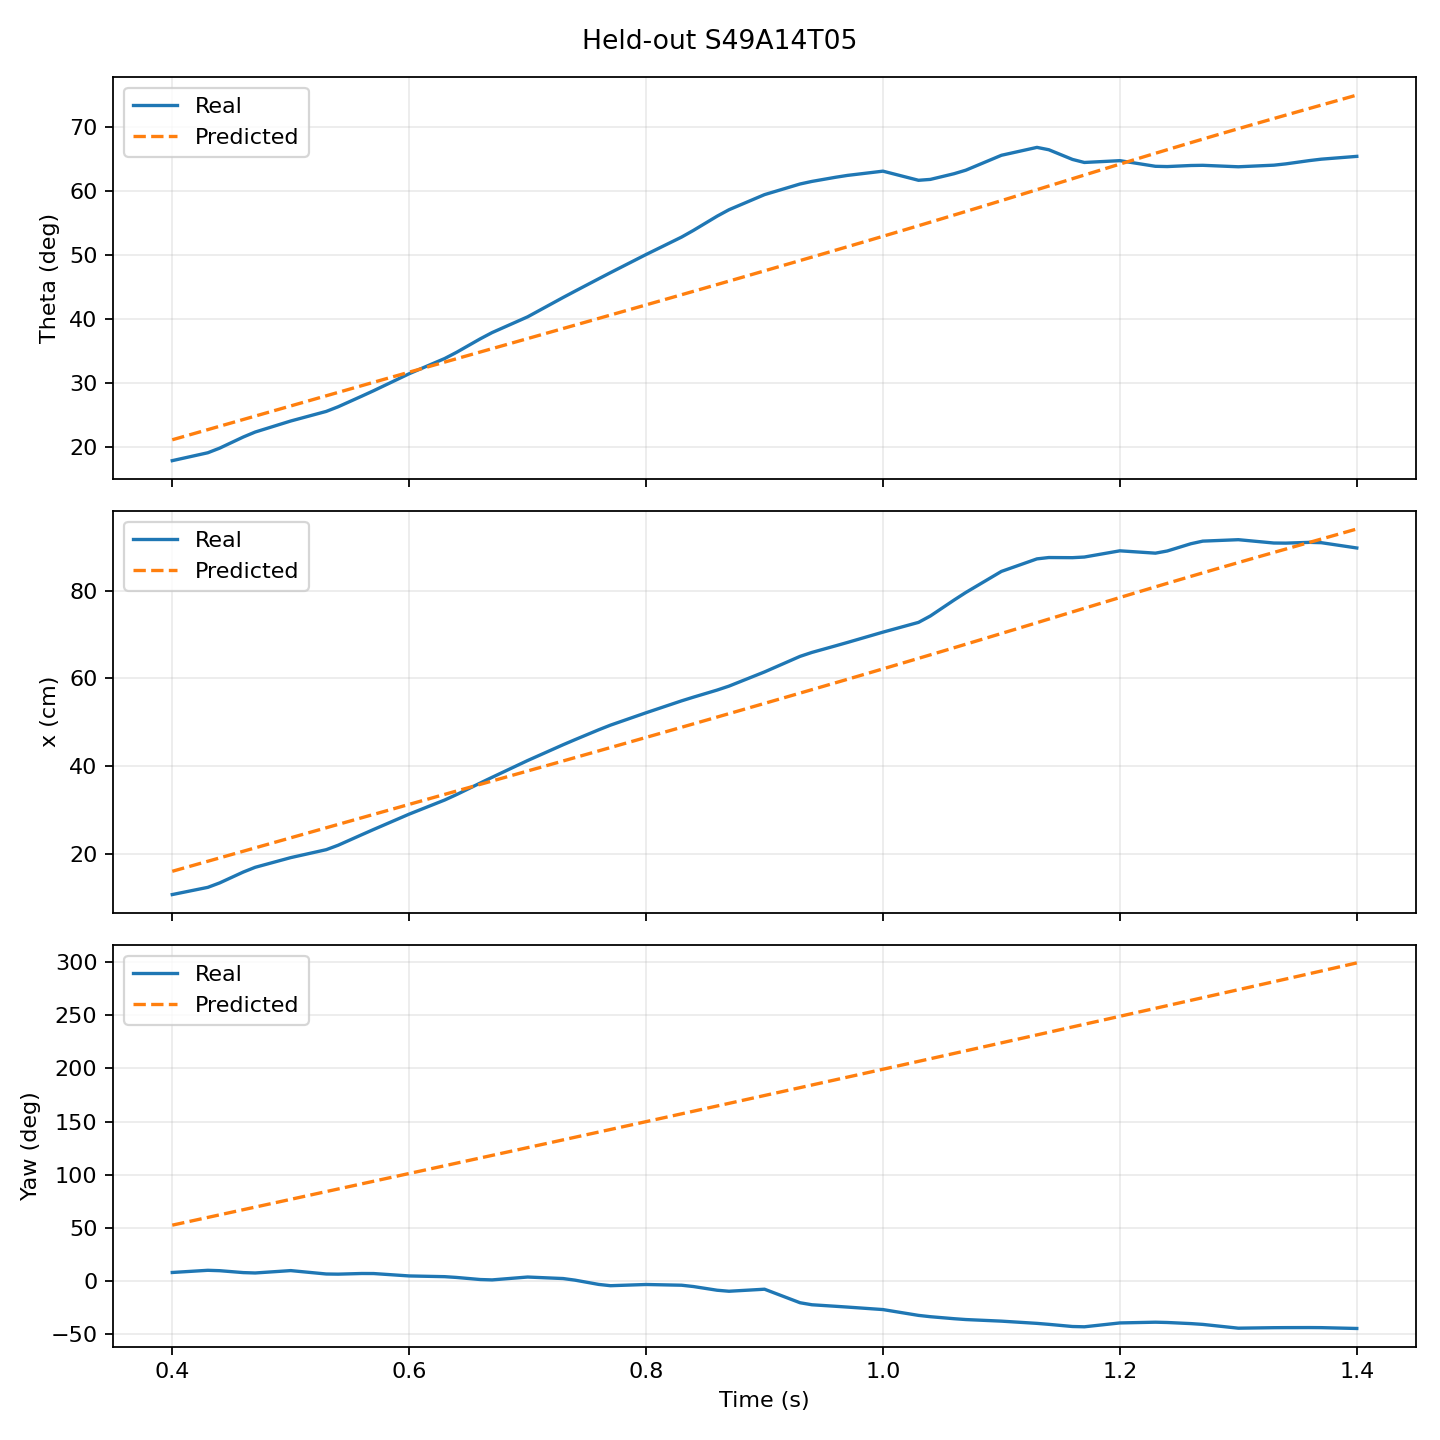 Held-out S49A14T05
Real
Predicted
70
60
50
40
30
20
Theta (deg)
Real
Predicted
80
60
40
20
x (cm)
Real
Predicted
300
250
200
150
100
50
0
−50
Yaw (deg)
0.4 0.6 0.8 1.0 1.2 1.4
Time (s)